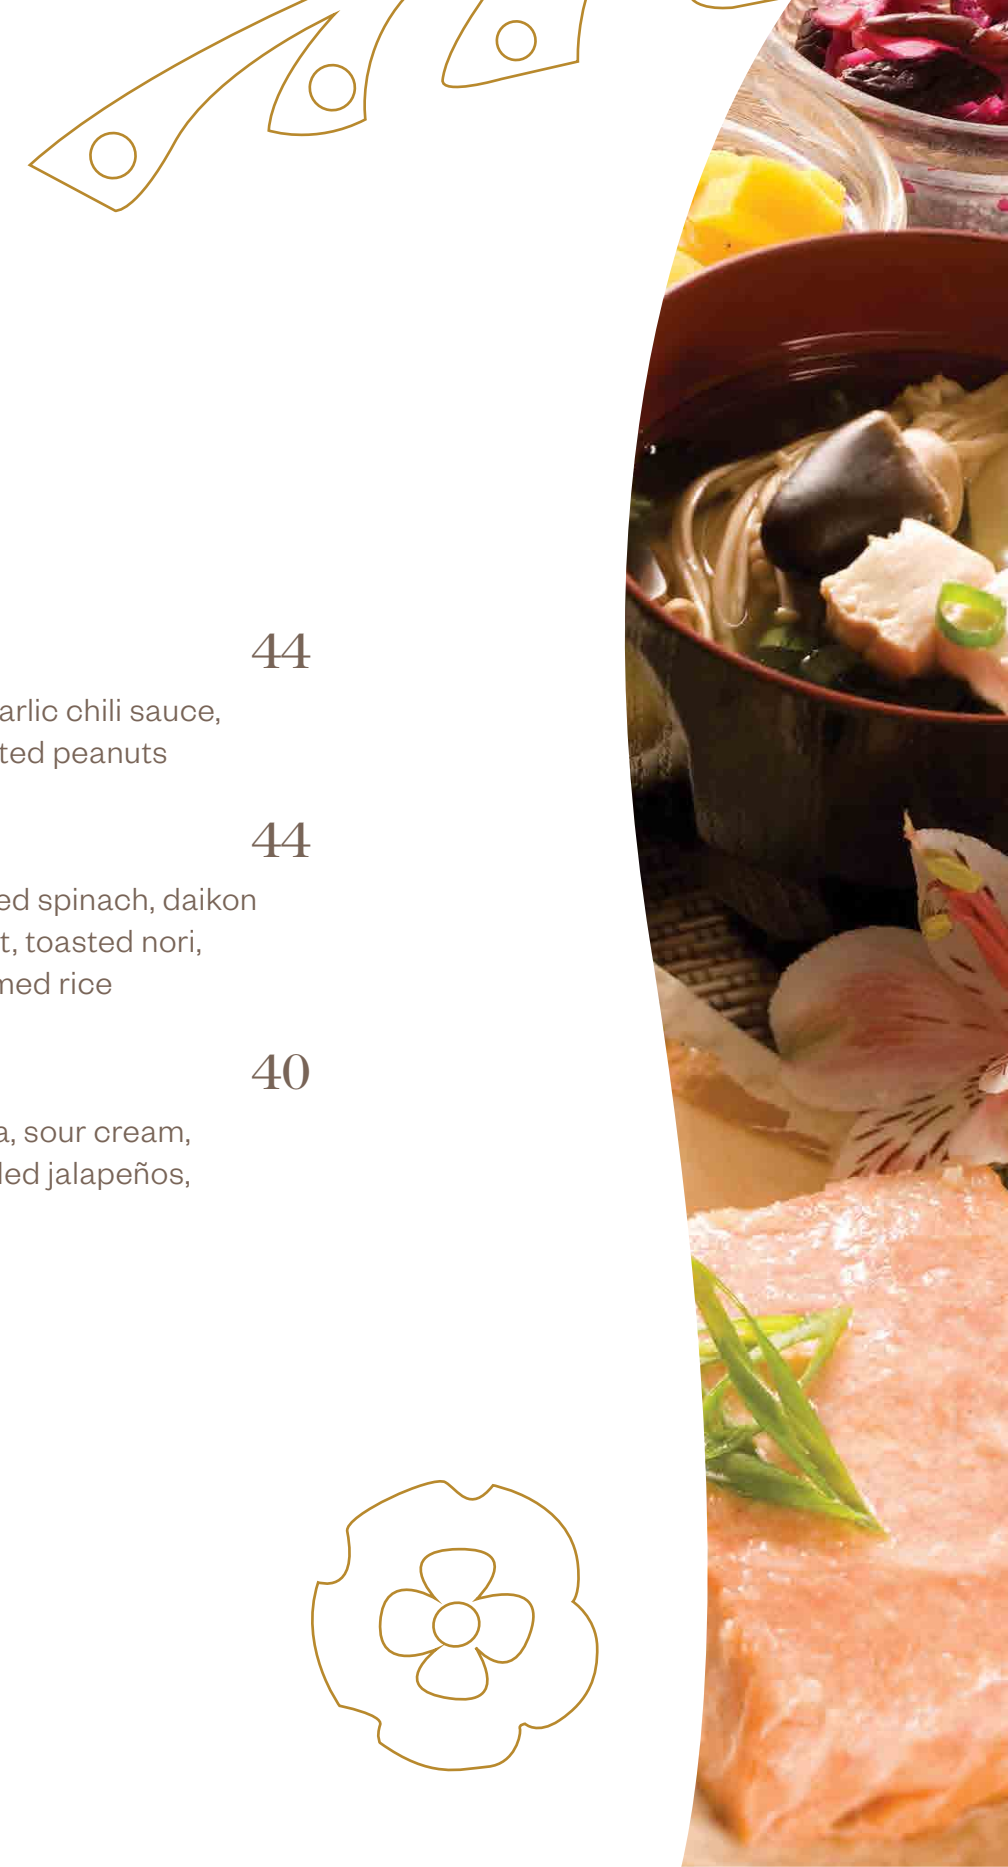 44
arlic chili sauce,
ted peanuts
44
ed spinach, daikon
t, toasted nori,
med rice
40
a, sour cream,
led jalapeños,